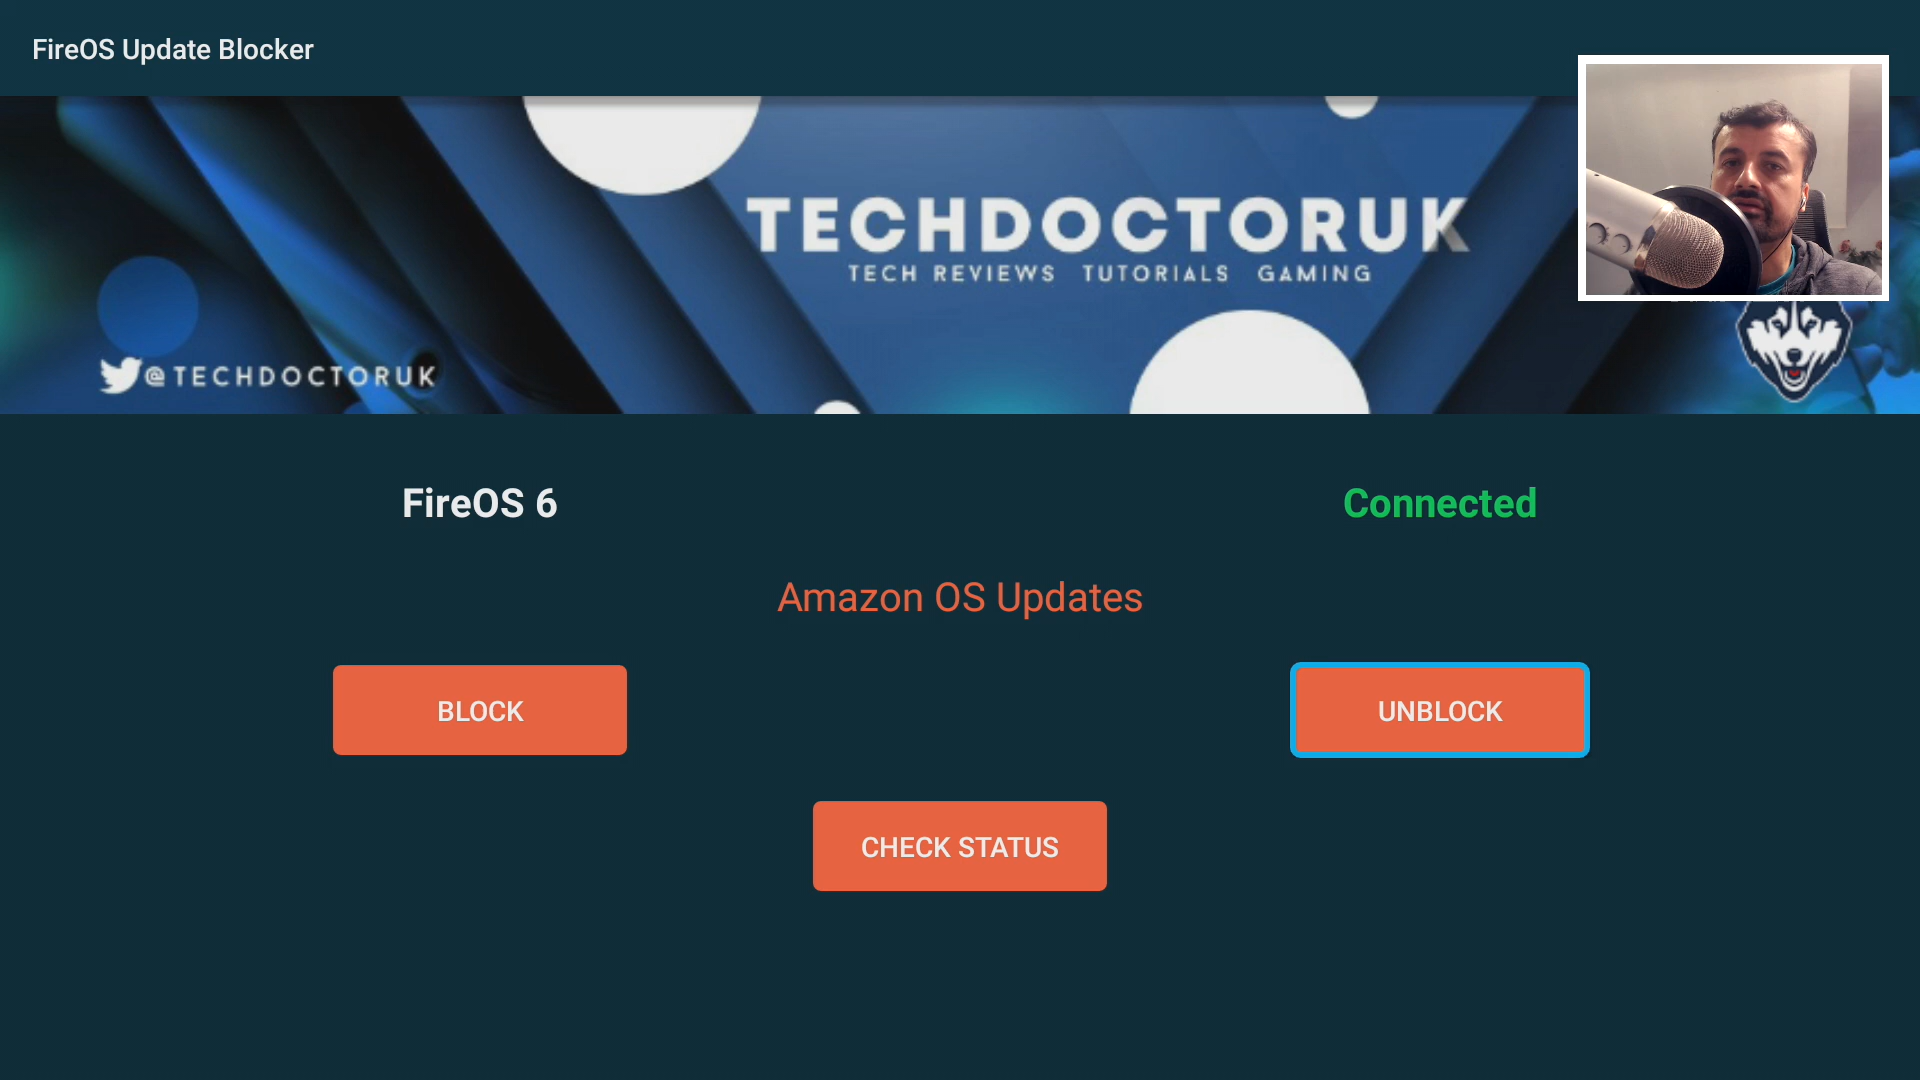 FireOS Update Blocker
TECHDOCTORUK
TECH REVIEWS TUTORIALS GAMING
@TECHDOCTORUK
FireOS 6
Connected
Amazon OS Updates
BLOCK
UNBLOCK
CHECK STATUS